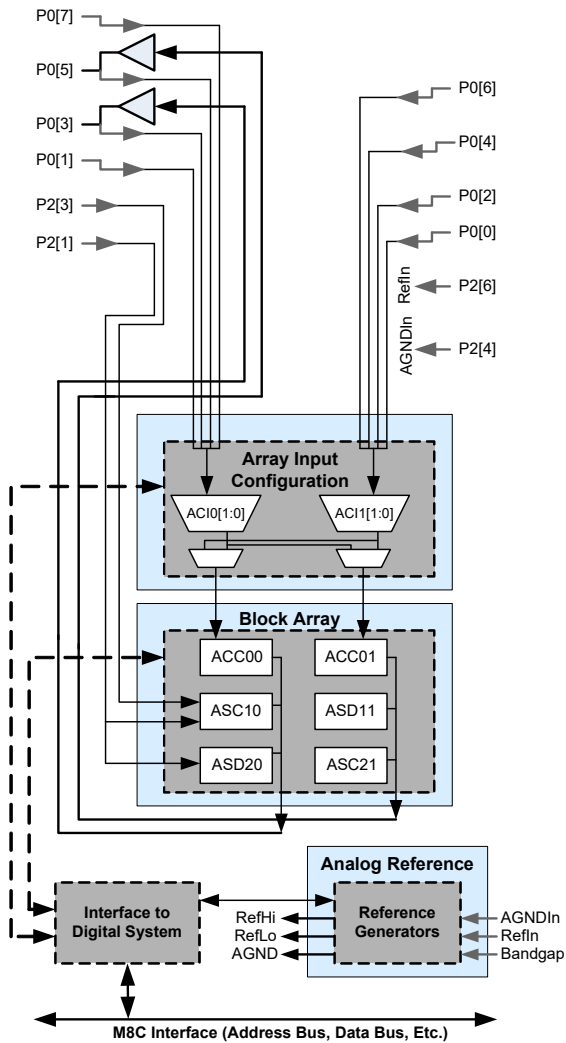 P0[7]
P0[5]
P0[3]
P0[1]
P2[3]
P2[1]
P0[6]
P0[4]
P0[2]
P0[0]
P2[6]
P2[4]
RefIn
AGNDIn
Array Input
Configuration
ACI0[1:0]
ACI1[1:0]
Block Array
ACC00
ACC01
ASC10
ASD11
ASD20
ASC21
Analog Reference
Interface to
Digital System
RefHi
RefLo
AGND
Reference
Generators
AGNDIn
RefIn
Bandgap
M8C Interface (Address Bus, Data Bus, Etc.)